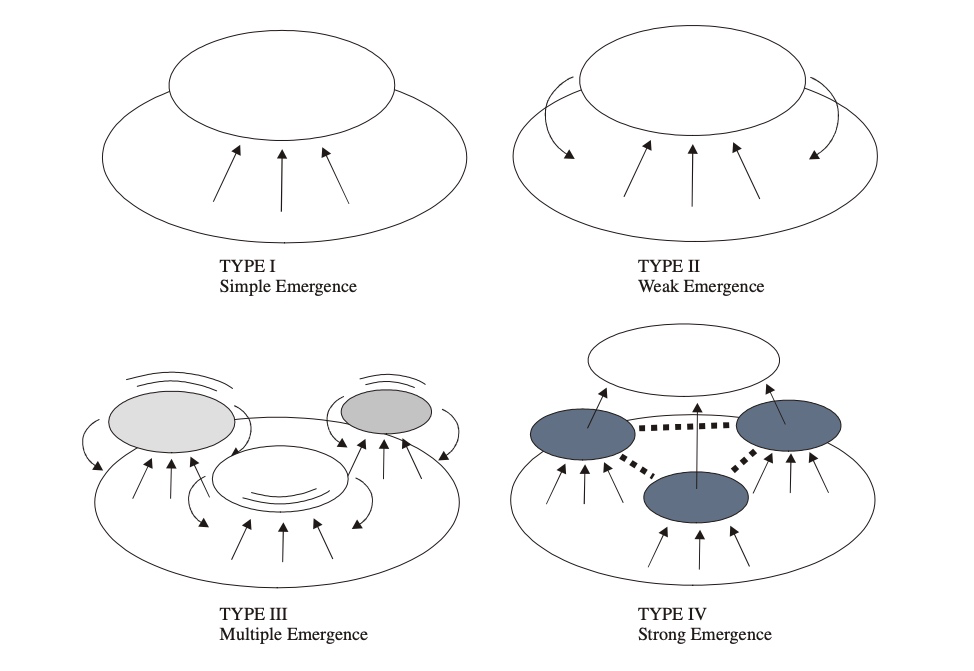 TYPE I
Simple Emergence
TYPE II
Weak Emergence
TYPE III
Multiple Emergence
TYPE IV
Strong Emergence